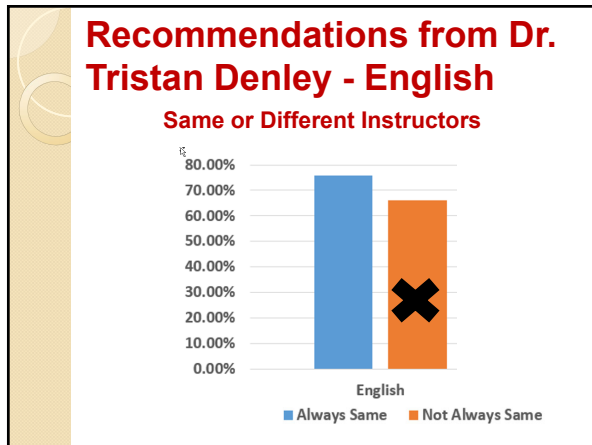 Recommendations from Dr.
Tristan Denley - English
Same or Different Instructors
80.00%
70.00%
60.00%
50.00%
40.00%
30.00%
20.00%
10.00%
0.00%
English
Always Same Not Always Same